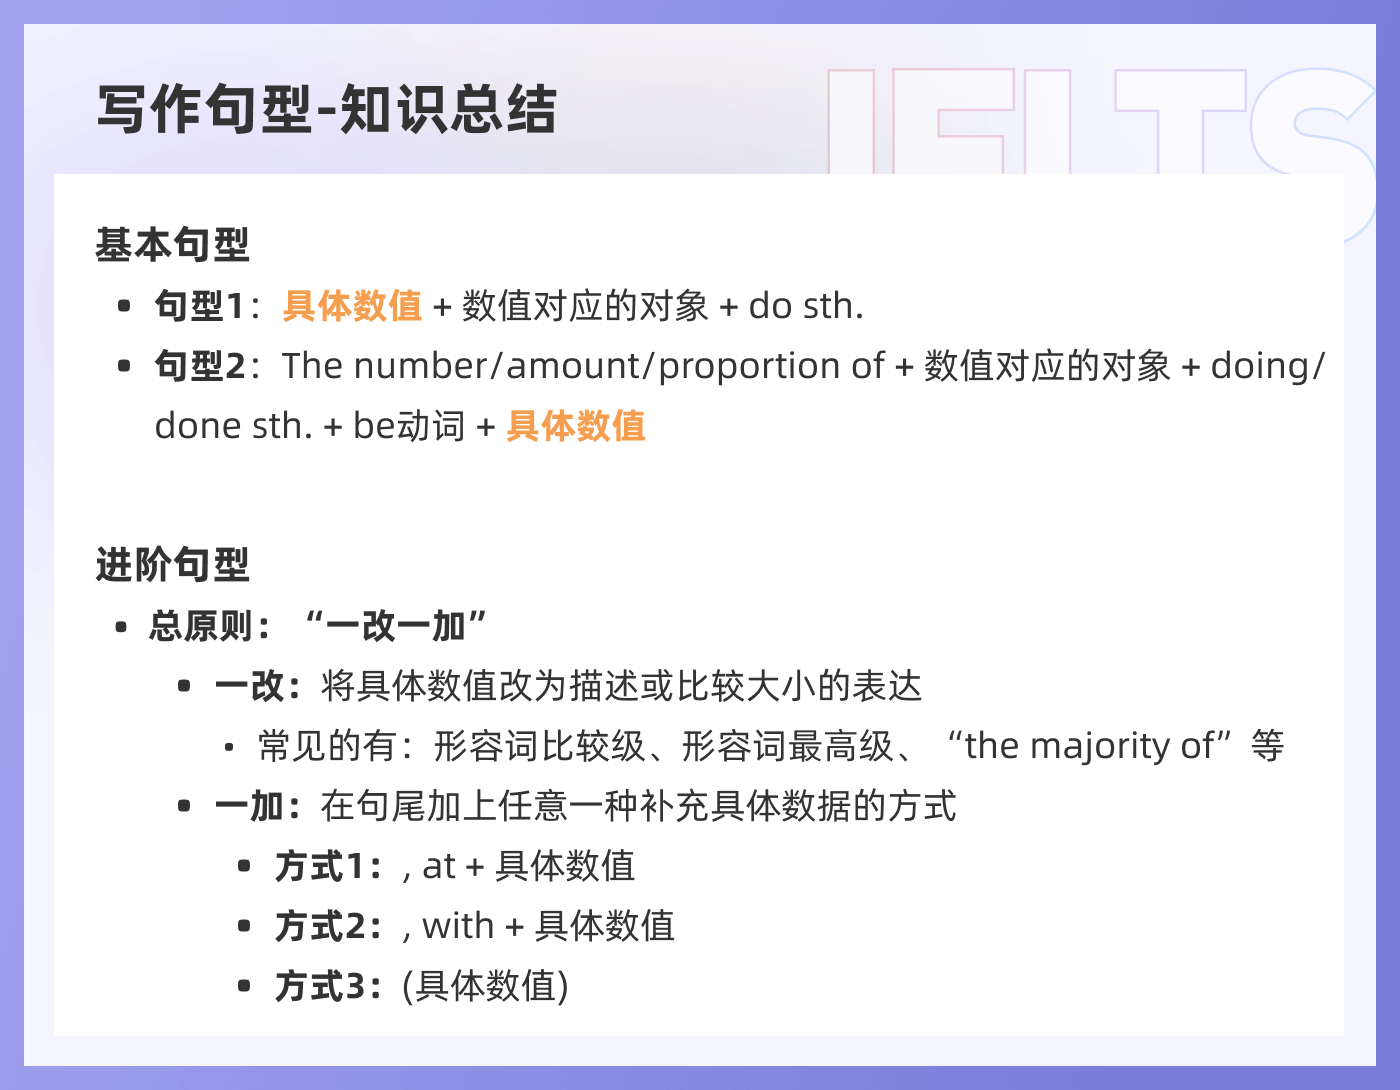 写作句型-知识总结
IELTS
基本句型
• 句型1：具体数值 + 数值对应的对象 + do sth.
• 句型2：The number/amount/proportion of + 数值对应的对象 + doing/
done sth. + be动词 + 具体数值
进阶句型
• 总原则：“一改一加”
• 一改：将具体数值改为描述或比较大小的表达
• 常见的有：形容词比较级、形容词最高级、“the majority of”等
• 一加：在句尾加上任意一种补充具体数据的方式
• 方式1：, at + 具体数值
• 方式2：, with + 具体数值
• 方式3：(具体数值)